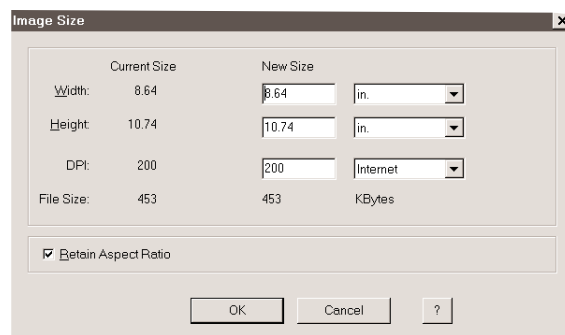 Image Size
Current Size New Size
Width: 8.64 8.64 in.
Height: 10.74 10.74 in.
DPI: 200 200 Internet
File Size: 453 453 KBytes
Retain Aspect Ratio
OK Cancel ?